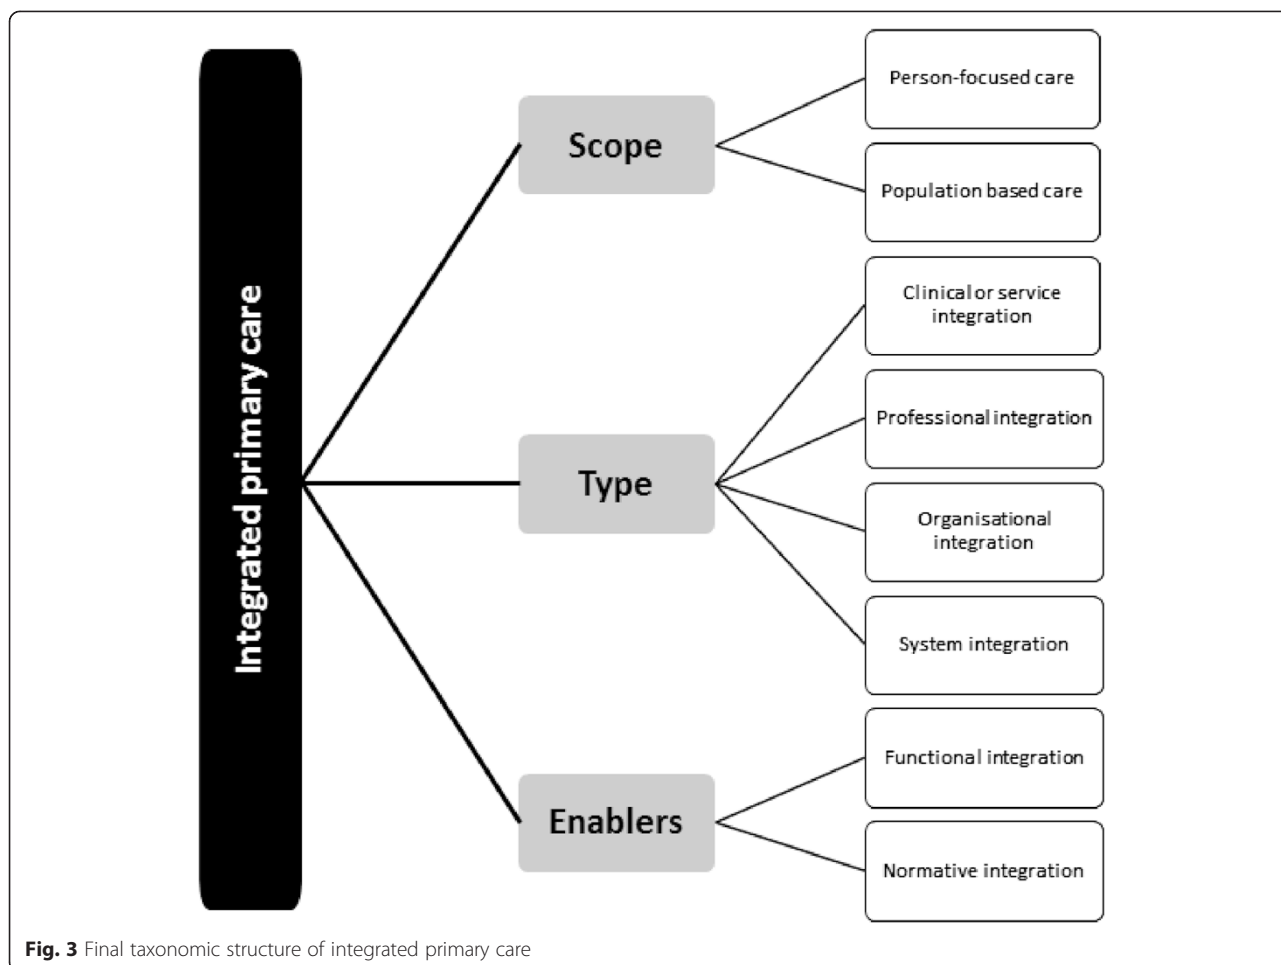 Integrated primary care
Scope
Person-focused care
Population based care
Type
Clinical or service
integration
Professional integration
Organisational
integration
System integration
Enablers
Functional integration
Normative integration
Fig. 3 Final taxonomic structure of integrated primary care